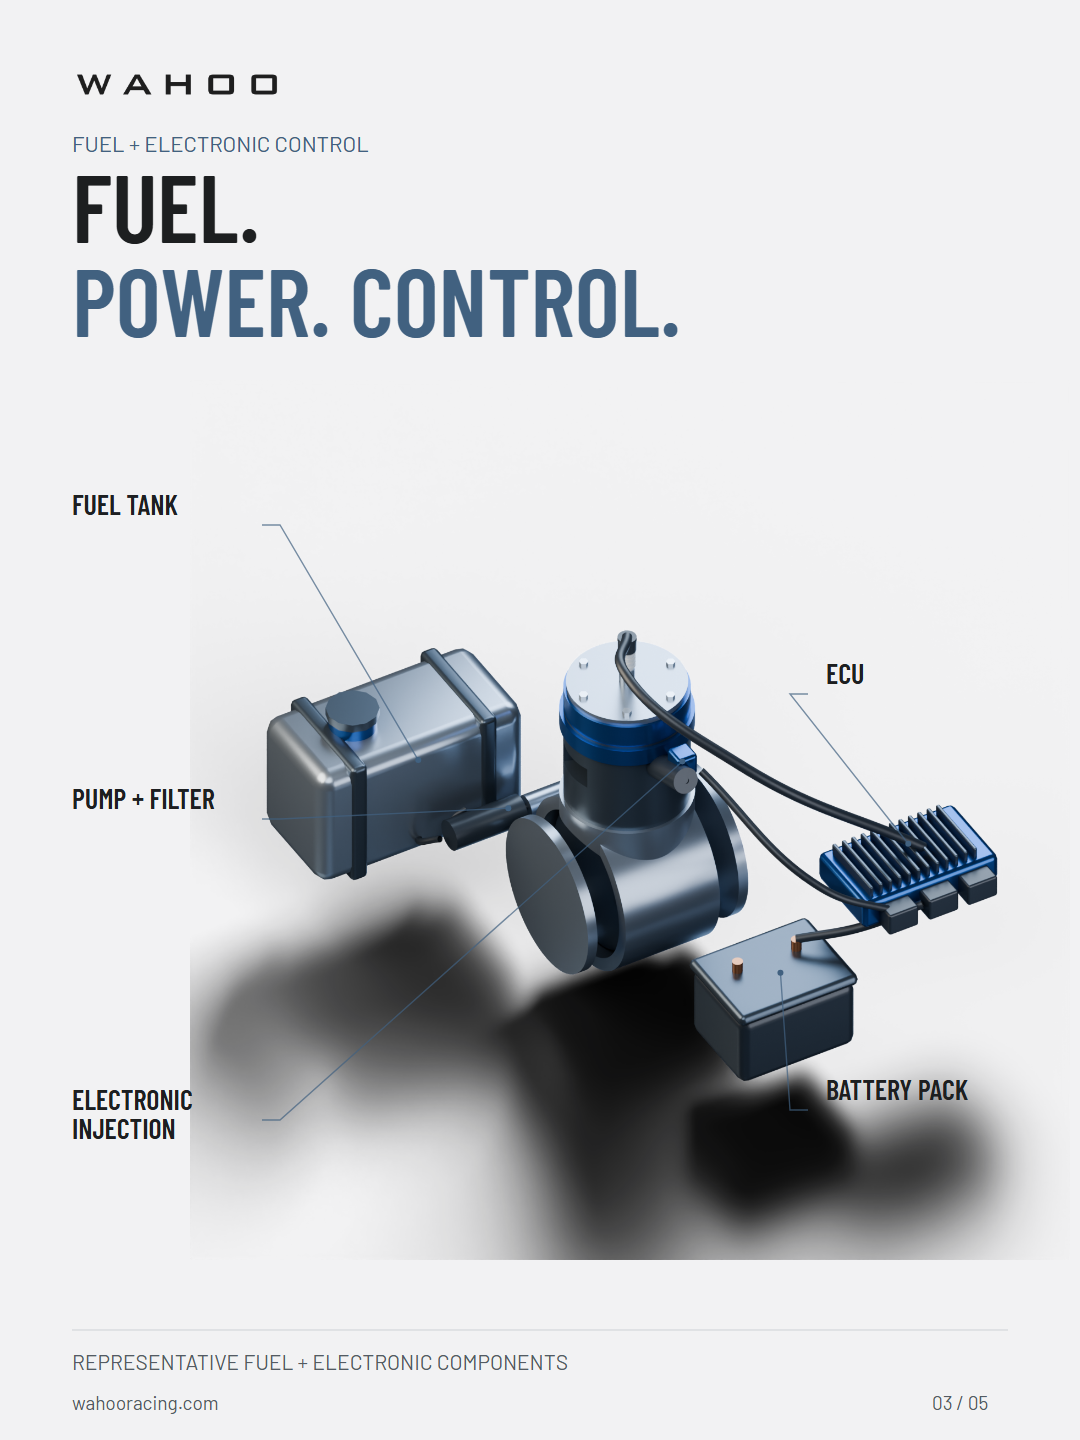 WAHOO
FUEL + ELECTRONIC CONTROL
FUEL.
POWER. CONTROL.
FUEL TANK
ECU
PUMP + FILTER
BATTERY PACK
ELECTRONIC
INJECTION
REPRESENTATIVE FUEL + ELECTRONIC COMPONENTS
wahooracing.com
03 / 05